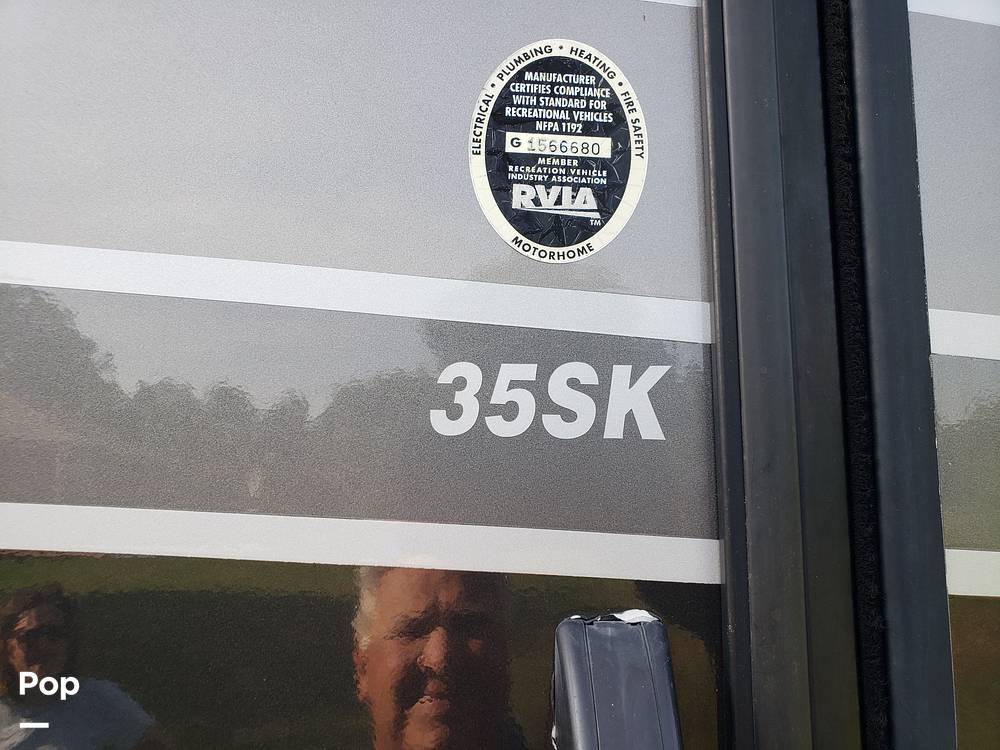 ELECTRICAL • PLUMBING • HEATING • FIRE SAFETY
MANUFACTURER
CERTIFIES COMPLIANCE
WITH STANDARD FOR
RECREATIONAL VEHICLES
NFPA 1192
G 1566680
MEMBER
RECREATION VEHICLE
INDUSTRY ASSOCIATION
RVIA
TM
MOTORHOME
35SK
Pop